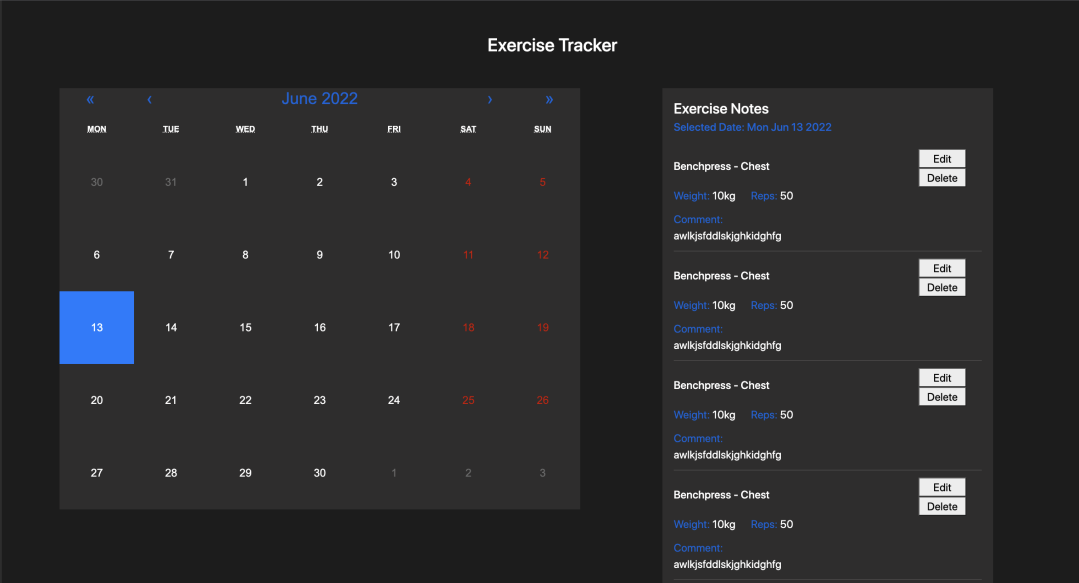 Exercise Tracker
« ‹ June 2022 › »
MON TUE WED THU FRI SAT SUN
30 31 1 2 3 4 5
6 7 8 9 10 11 12
13 14 15 16 17 18 19
20 21 22 23 24 25 26
27 28 29 30 1 2 3
Exercise Notes
Selected Date: Mon Jun 13 2022
Benchpress - Chest
Edit
Delete
Weight: 10kg Reps: 50
Comment:
awlkjsfddlskjghkidghfg
Benchpress - Chest
Edit
Delete
Weight: 10kg Reps: 50
Comment:
awlkjsfddlskjghkidghfg
Benchpress - Chest
Edit
Delete
Weight: 10kg Reps: 50
Comment:
awlkjsfddlskjghkidghfg
Benchpress - Chest
Edit
Delete
Weight: 10kg Reps: 50
Comment:
awlkjsfddlskjghkidghfg